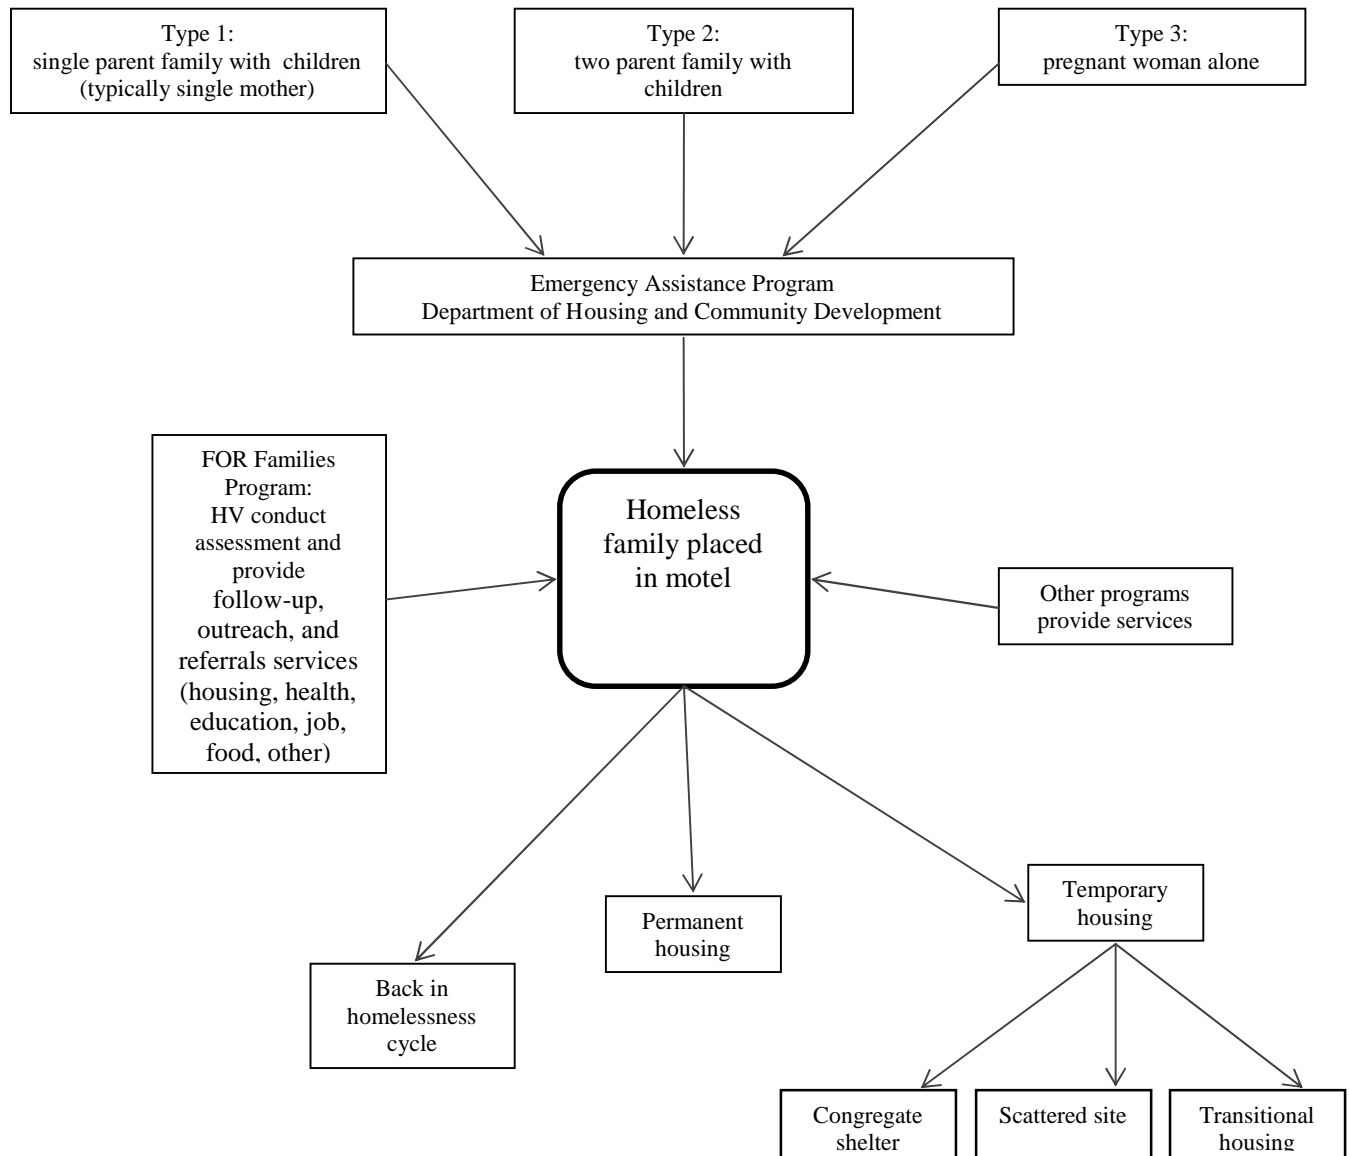 Type 1:
single parent family with children
(typically single mother)
Type 2:
two parent family with
children
Type 3:
pregnant woman alone
Emergency Assistance Program
Department of Housing and Community Development
FOR Families
Program:
HV conduct
assessment and
provide
follow-up,
outreach, and
referrals services
(housing, health,
education, job,
food, other)
Homeless
family placed
in motel
Other programs
provide services
Back in
homelessness
cycle
Permanent
housing
Temporary
housing
Congregate
shelter
Scattered site
Transitional
housing